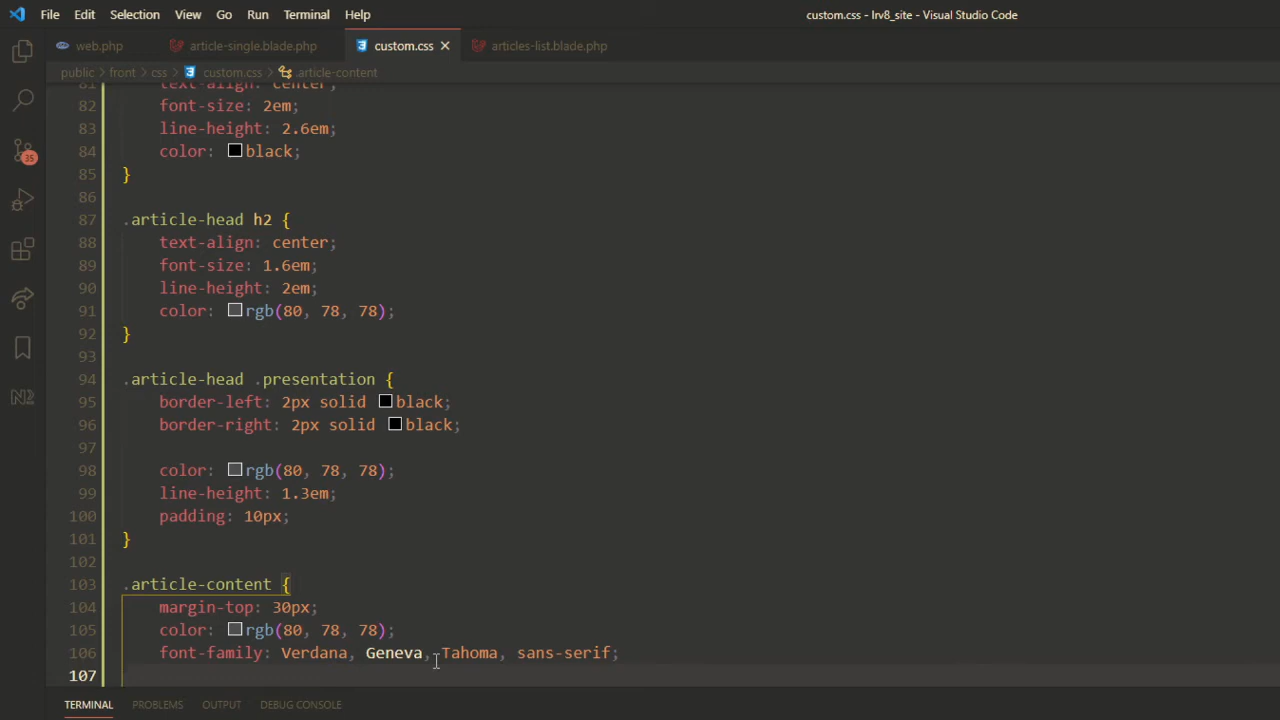 File Edit Selection View Go Run Terminal Help custom.css - lrv8_site - Visual Studio Code
web.php article-single.blade.php custom.css articles-list.blade.php
public > front > css > custom.css > .article-content
81 text-align: center;
82 font-size: 2em;
83 line-height: 2.6em;
84 color: black;
85 }
86
87 .article-head h2 {
88 text-align: center;
89 font-size: 1.6em;
90 line-height: 2em;
91 color: rgb(80, 78, 78);
92 }
93
94 .article-head .presentation {
95 border-left: 2px solid black;
96 border-right: 2px solid black;
97
98 color: rgb(80, 78, 78);
99 line-height: 1.3em;
100 padding: 10px;
101 }
102
103 .article-content {
104 margin-top: 30px;
105 color: rgb(80, 78, 78);
106 font-family: Verdana, Geneva, Tahoma, sans-serif;
107
35
N2
TERMINAL PROBLEMS OUTPUT DEBUG CONSOLE